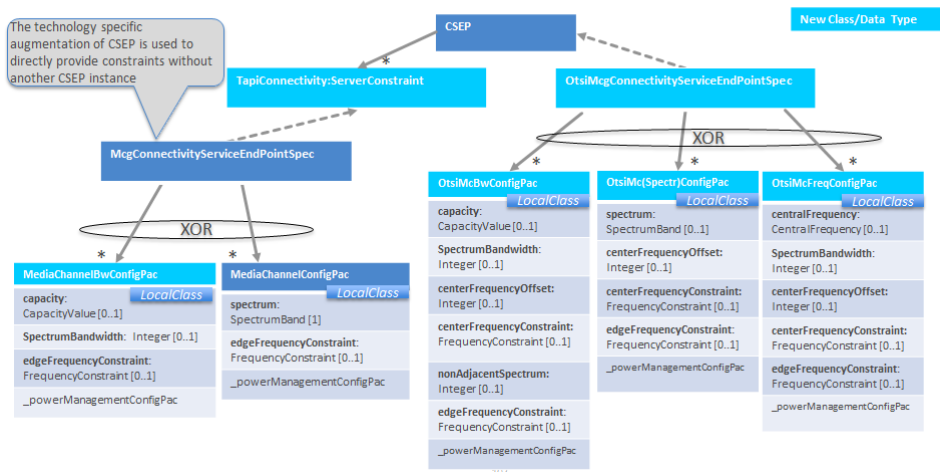 The technology specific
augmentation of CSEP is used to
directly provide constraints without
another CSEP instance
CSEP
New Class/Data Type
*
TapiConnectivity:ServerConstraint
OtsiMcgConnectivityServiceEndPointSpec
McgConnectivityServiceEndPointSpec
XOR
* * *
XOR
* *
MediaChannelBwConfigPac
LocalClass
capacity:
CapacityValue [0..1]
SpectrumBandwidth: Integer [0..1]
edgeFrequencyConstraint:
FrequencyConstraint [0..1]
_powerManagementConfigPac
MediaChannelConfigPac
LocalClass
spectrum:
SpectrumBand [1]
edgeFrequencyConstraint:
FrequencyConstraint [0..1]
_powerManagementConfigPac
OtsiMcBwConfigPac
LocalClass
capacity:
CapacityValue [0..1]
SpectrumBandwidth:
Integer [0..1]
centerFrequencyOffset:
Integer [0..1]
centerFrequencyConstraint:
FrequencyConstraint [0..1]
nonAdjacentSpectrum:
Integer [0..1]
edgeFrequencyConstraint:
FrequencyConstraint [0..1]
_powerManagementConfigPac
OtsiMc(Spectr)ConfigPac
LocalClass
spectrum:
SpectrumBand [0..1]
centerFrequencyOffset:
Integer [0..1]
centerFrequencyConstraint:
FrequencyConstraint [0..1]
edgeFrequencyConstraint:
FrequencyConstraint [0..1]
_powerManagementConfigPac
OtsiMcFreqConfigPac
LocalClass
centralFrequency:
CentralFrequency [0..1]
SpectrumBandwidth:
Integer [0..1]
centerFrequencyOffset:
Integer [0..1]
centerFrequencyConstraint:
FrequencyConstraint [0..1]
edgeFrequencyConstraint:
FrequencyConstraint [0..1]
_powerManagementConfigPac